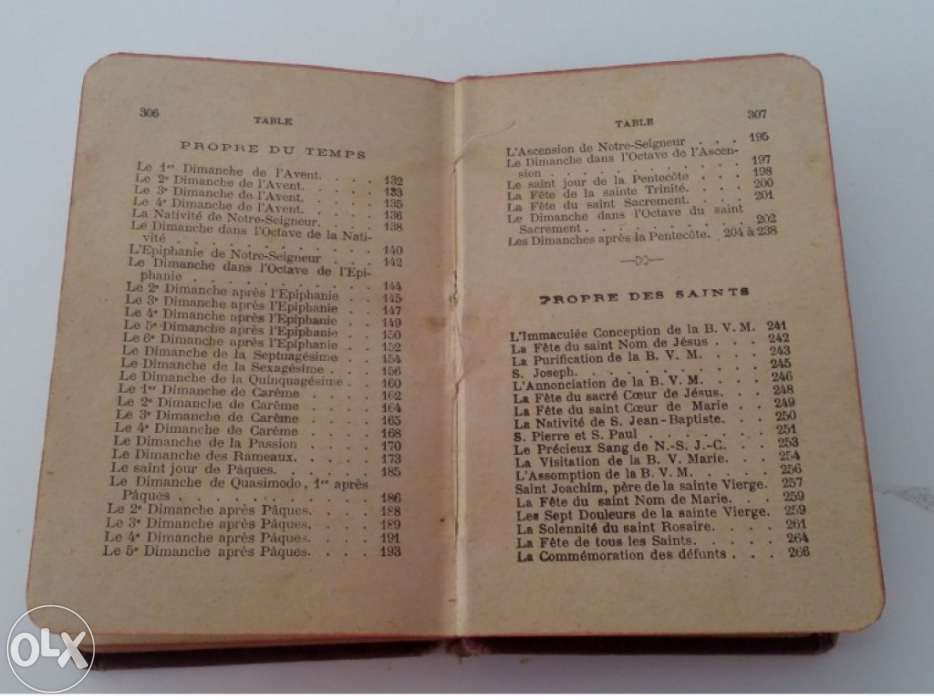 306
TABLE
PROPRE DU TEMPS
Le 1er Dimanche de l'Avent. . . . 132
Le 2e Dimanche de l'Avent. . . . 133
Le 3e Dimanche de l'Avent. . . . 135
Le 4e Dimanche de l'Avent. . . . 136
La Nativité de Notre-Seigneur. . . . 138
Le Dimanche dans l'Octave de la Nati-
vité . . . . . . . . . . . . 140
L'Epiphanie de Notre-Seigneur . . . 142
Le Dimanche dans l'Octave de l'Epi-
phanie . . . . . . . . . . . 144
Le 2e Dimanche après l'Epiphanie . . 145
Le 3e Dimanche après l'Epiphanie . . 147
Le 4e Dimanche après l'Epiphanie . . 149
Le 5e Dimanche après l'Epiphanie . . 150
Le 6e Dimanche après l'Epiphanie . . 152
Le Dimanche de la Septuagésime . . . 154
Le Dimanche de la Sexagésime . . . . 156
Le Dimanche de la Quinquagésime . . 160
Le 1er Dimanche de Carême . . . . 162
Le 2e Dimanche de Carême . . . . 164
Le 3e Dimanche de Carême . . . . 165
Le 4e Dimanche de Carême . . . . 168
Le Dimanche de la Passion . . . . 170
Le Dimanche des Rameaux. . . . . 173
Le saint jour de Pâques. . . . . . 185
Le Dimanche de Quasimodo, 1er après
Pâques . . . . . . . . . . . 186
Le 2e Dimanche après Pâques. . . . 188
Le 3e Dimanche après Pâques. . . . 189
Le 4e Dimanche après Pâques. . . . 191
Le 5e Dimanche après Pâques. . . . 193
TABLE
307
L'Ascension de Notre-Seigneur . . . 195
Le Dimanche dans l'Octave de l'Ascen-
sion . . . . . . . . . . . . 197
Le saint jour de la Pentecôte . . . . 198
La Fête de la sainte Trinité. . . . . 200
La Fête du saint Sacrement. . . . . 201
Le Dimanche dans l'Octave du saint
Sacrement . . . . . . . . . . 202
Les Dimanches après la Pentecôte. 204 à 238
PROPRE DES SAINTS
L'Immaculée Conception de la B. V. M. 241
La Fête du saint Nom de Jésus . . . 242
La Purification de la B. V. M. . . . 243
S. Joseph. . . . . . . . . . . 245
L'Annonciation de la B. V. M. . . . 246
La Fête du sacré Cœur de Jésus. . . 248
La Fête du saint Cœur de Marie . . 249
La Nativité de S. Jean-Baptiste. . . 250
S. Pierre et S. Paul . . . . . . . 251
Le Précieux Sang de N.-S. J.-C. . . 253
La Visitation de la B. V. Marie. . . 254
L'Assomption de la B. V. M. . . . 256
Saint Joachim, père de la sainte Vierge. 257
La Fête du saint Nom de Marie. . . 259
Les Sept Douleurs de la sainte Vierge. 259
La Solennité du saint Rosaire. . . . 261
La Fête de tous les Saints. . . . . 264
La Commémoration des défunts . . . 266
OLX